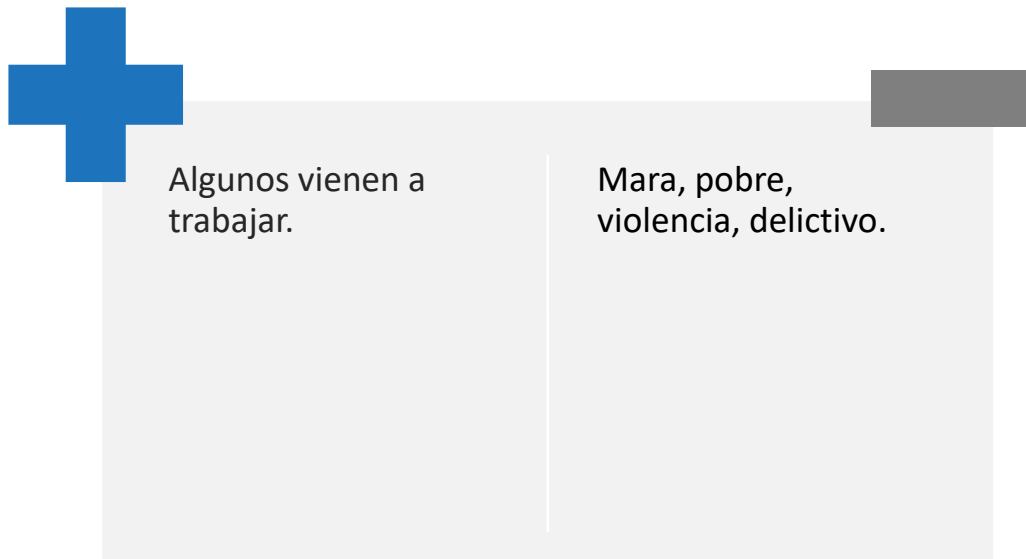 Algunos vienen a
trabajar.
Mara, pobre,
violencia, delictivo.